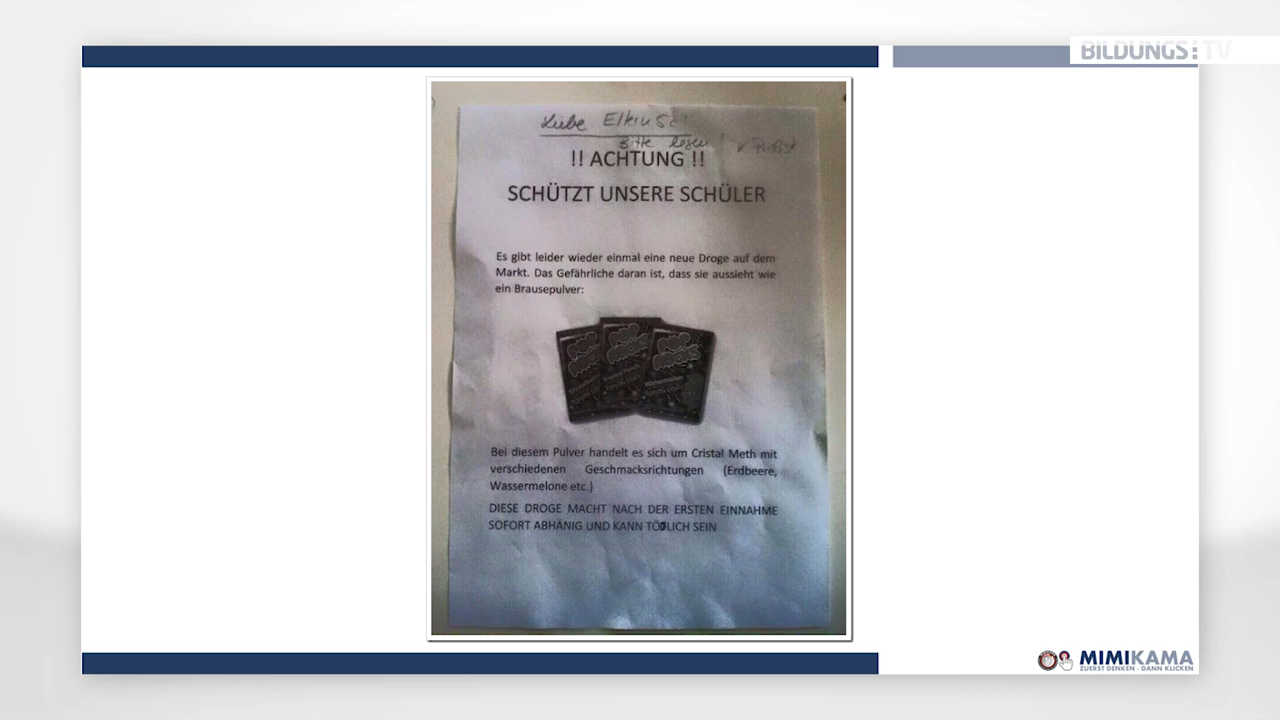 BILDUNGS:TV
Liebe
Bitte lesen
!! ACHTUNG !!
SCHÜTZT UNSERE SCHÜLER
Es gibt leider wieder einmal eine neue Droge auf dem
Markt. Das Gefährliche daran ist, dass sie aussieht wie
ein Brausepulver:
POP
Watermelon
Bei diesem Pulver handelt es sich um Cristal Meth mit
verschiedenen Geschmacksrichtungen (Erdbeere,
Wassermelone etc.)
DIESE DROGE MACHT NACH DER ERSTEN EINNAHME
SOFORT ABHÄNIG UND KANN TÖDLICH SEIN
MIMIKAMA
ZUERST DENKEN - DANN KLICKEN